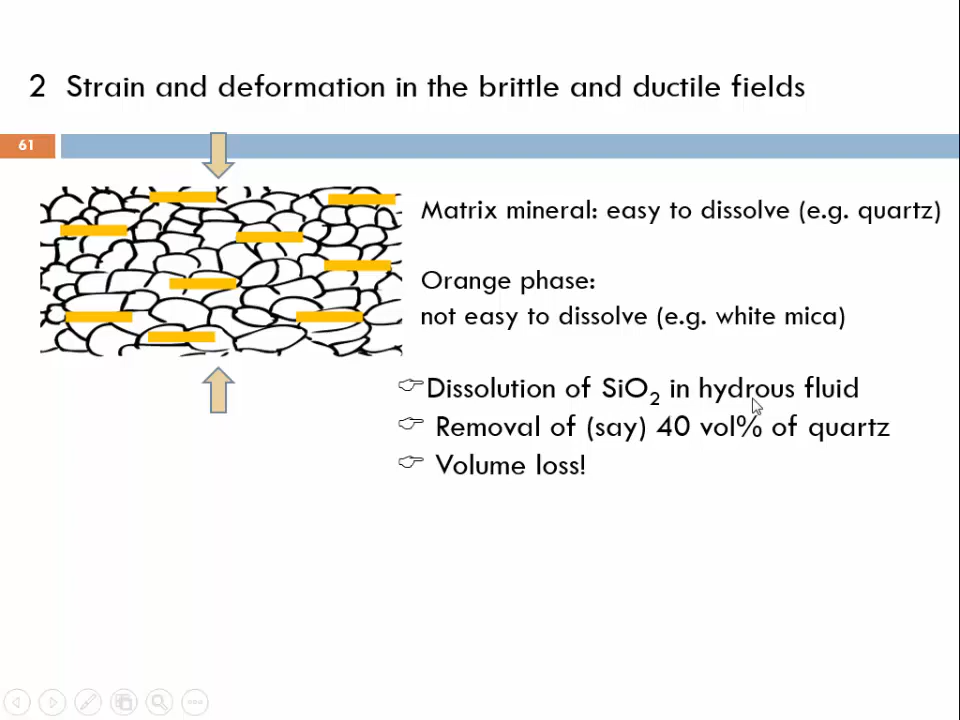 2 Strain and deformation in the brittle and ductile fields
61
Matrix mineral: easy to dissolve (e.g. quartz)
Orange phase:
not easy to dissolve (e.g. white mica)
☞Dissolution of SiO₂ in hydrous fluid
☞ Removal of (say) 40 vol% of quartz
☞ Volume loss!